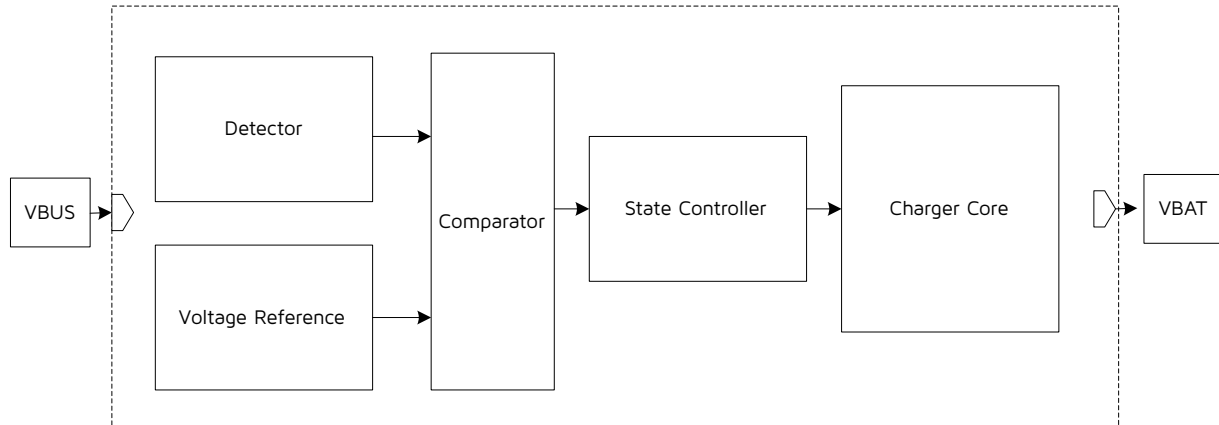 Detector
VBUS
Comparator
State Controller
Charger Core
VBAT
Voltage Reference